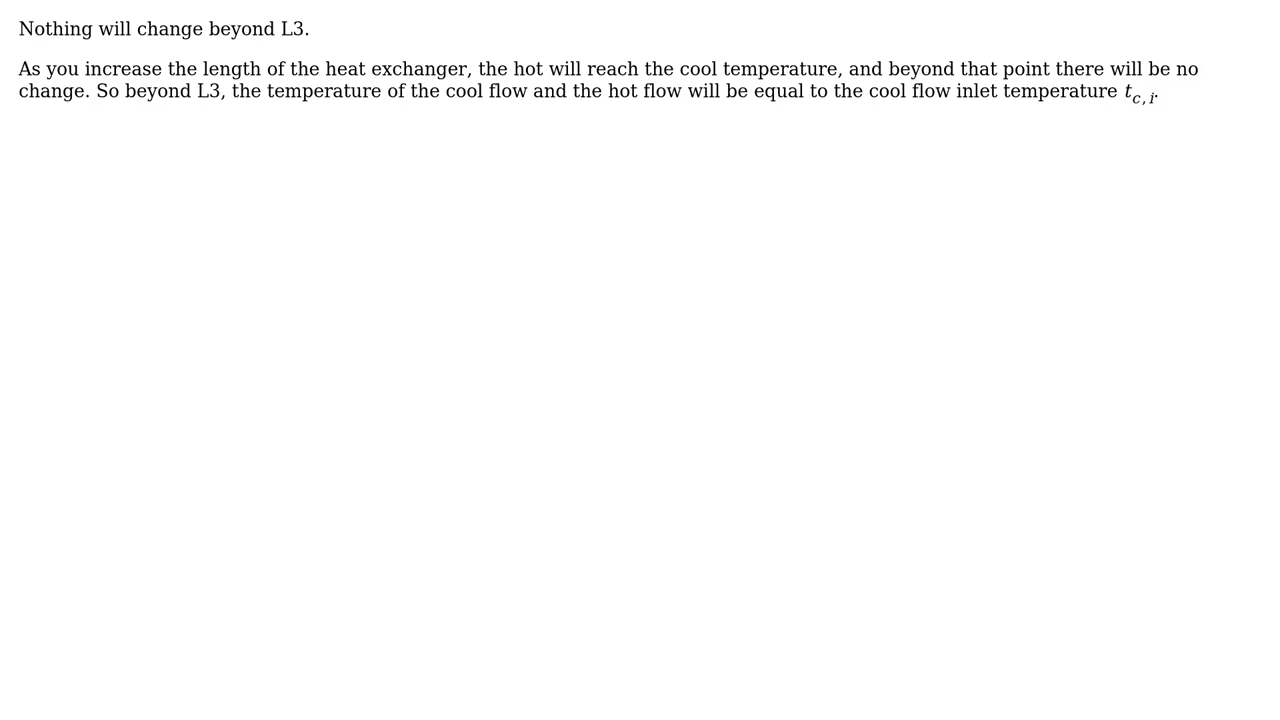 Nothing will change beyond L3.
As you increase the length of the heat exchanger, the hot will reach the cool temperature, and beyond that point there will be no
change. So beyond L3, the temperature of the cool flow and the hot flow will be equal to the cool flow inlet temperature t_{c,i}.